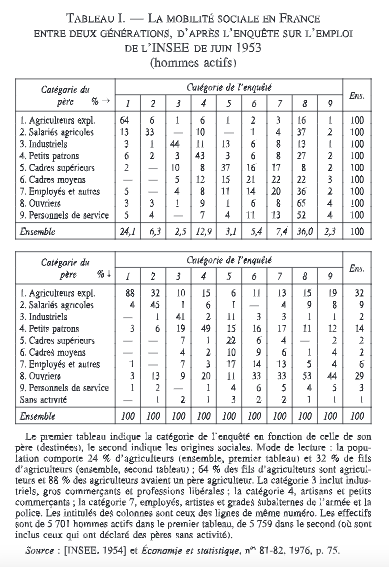 TABLEAU I. — LA MOBILITÉ SOCIALE EN FRANCE
ENTRE DEUX GÉNÉRATIONS, D'APRÈS L'ENQUÊTE SUR L'EMPLOI
DE L'INSEE DE JUIN 1953
(hommes actifs)
Catégorie du père % → Catégorie de l'enquêté Ens.
1 2 3 4 5 6 7 8 9
1. Agriculteurs expl. 64 6 1 6 1 2 3 16 1 100
2. Salariés agricoles 13 33 — 10 — 1 4 37 2 100
3. Industriels 3 1 44 11 13 6 8 13 1 100
4. Petits patrons 6 2 3 43 3 6 8 27 2 100
5. Cadres supérieurs 2 — 10 8 37 16 17 8 2 100
6. Cadres moyens — — 5 12 15 21 22 22 3 100
7. Employés et autres 5 — 4 8 11 14 20 36 2 100
8. Ouvriers 3 3 1 9 1 6 8 65 4 100
9. Personnels de service 5 4 — 7 4 11 13 52 4 100
Ensemble 24,1 6,3 2,5 12,9 3,1 5,4 7,4 36,0 2,3 100
Catégorie du père % ↓ Catégorie de l'enquêté Ens.
1 2 3 4 5 6 7 8 9
1. Agriculteurs expl. 88 32 10 15 6 11 13 15 19 32
2. Salariés agricoles 4 45 1 6 1 — 4 9 8 9
3. Industriels — 1 41 2 11 3 3 1 1 2
4. Petits patrons 3 6 19 49 15 16 17 11 12 14
5. Cadres supérieurs — — 7 1 22 6 4 — 2 2
6. Cadres moyens — — 4 2 10 9 6 1 4 2
7. Employés et autres 1 — 7 3 17 14 13 5 4 6
8. Ouvriers 3 13 9 20 11 33 33 53 44 29
9. Personnels de service 1 2 — 1 4 6 5 4 5 3
Sans activité — 1 2 1 3 2 2 1 1 1
Ensemble 100 100 100 100 100 100 100 100 100 100
Le premier tableau indique la catégorie de l'enquêté en fonction de celle de son
père (destinées), le second indique les origines sociales. Mode de lecture : la popu-
lation comporte 24 % d'agriculteurs (ensemble, premier tableau) et 32 % de fils
d'agriculteurs (ensemble, second tableau) ; 64 % des fils d'agriculteurs sont agricul-
teurs et 88 % des agriculteurs avaient un père agriculteur. La catégorie 3 inclut indus-
triels, gros commerçants et professions libérales ; la catégorie 4, artisans et petits
commerçants ; la catégorie 7, employés, artistes et grades subalternes de l'armée et la
police. Les intitulés des colonnes sont ceux des lignes de même numéro. Les effectifs
sont de 5 701 hommes actifs dans le premier tableau, de 5 759 dans le second (où sont
inclus ceux qui ont déclaré des pères sans activité).
Source : [INSEE, 1954] et Économie et statistique, nos 81-82, 1976, p. 75.